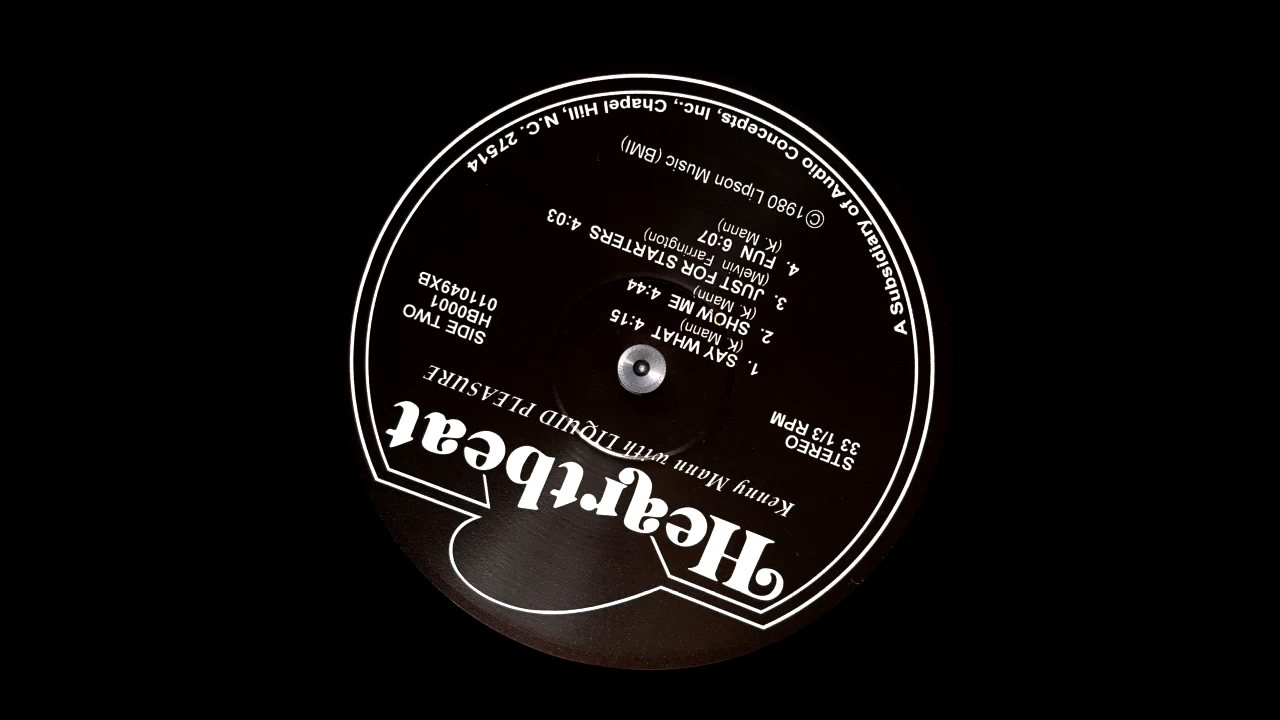 Heartbeat
Kenny Mann with LIQUID PLEASURE
STEREO
33 1/3 RPM
SIDE TWO
HB0001
011049XB
1. SAY WHAT 4:15
(K. Mann)
2. SHOW ME 4:44
(K. Mann)
3. JUST FOR STARTERS 4:03
(Melvin Farrington)
4. FUN 6:07
(K. Mann)
©1980 Lipson Music (BMI)
A Subsidiary of Audio Concepts, Inc., Chapel Hill, N.C. 27514